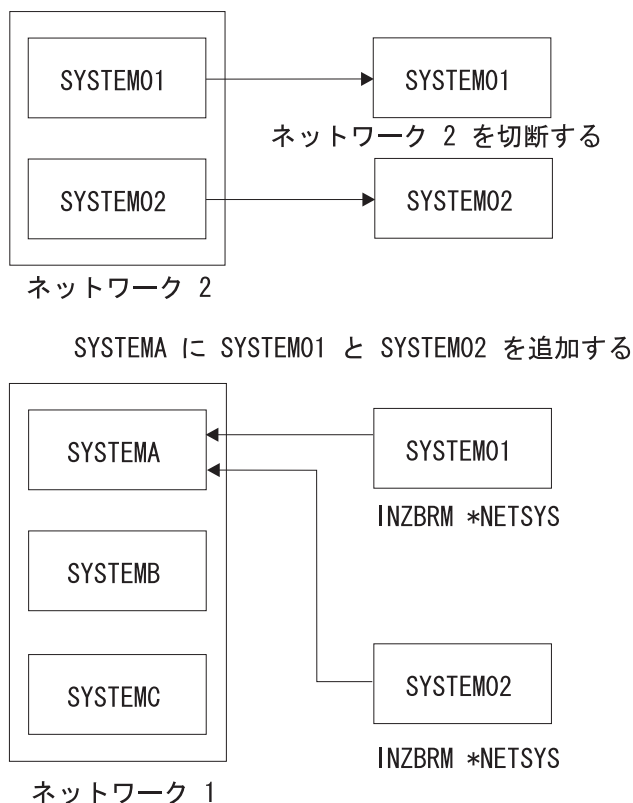 SYSTEM01
SYSTEM01
ネットワーク 2 を切断する
SYSTEM02
SYSTEM02
ネットワーク 2
SYSTEMA に SYSTEM01 と SYSTEM02 を追加する
SYSTEMA
SYSTEM01
INZBRM *NETSYS
SYSTEMB
SYSTEMC
SYSTEM02
INZBRM *NETSYS
ネットワーク 1